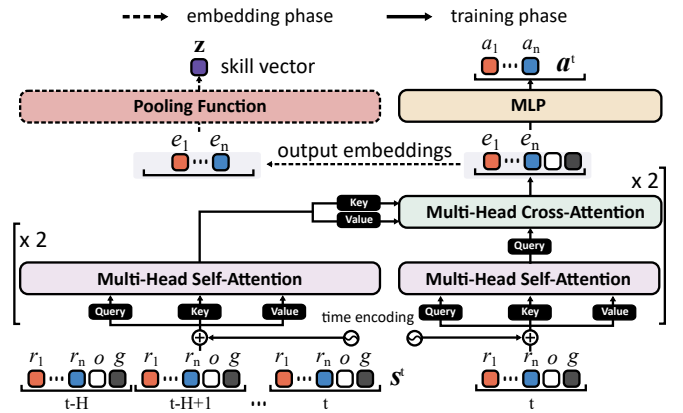 embedding phase
training phase
z
skill vector
a₁ ... aₙ aᵗ
Pooling Function
MLP
e₁ ... eₙ
output embeddings
e₁ ... eₙ
x 2
x 2
Key
Value
Multi-Head Cross-Attention
Query
Multi-Head Self-Attention
Multi-Head Self-Attention
Query Key Value
Query Key Value
time encoding
r₁ rₙ o g r₁ rₙ o g r₁ rₙ o g
sᵗ
r₁ rₙ o g
t-H t-H+1 ... t
t